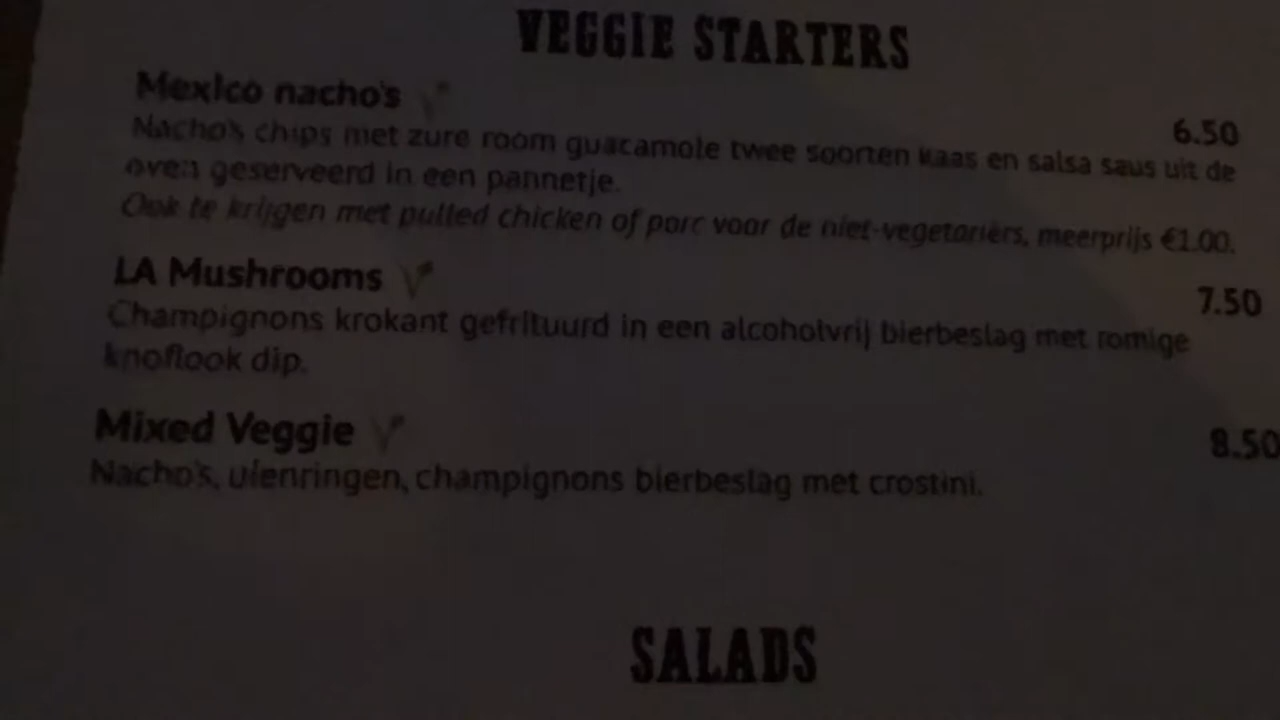 VEGGIE STARTERS
Mexico nacho's
6.50
Nacho's chips met zure room guacamole twee soorten kaas en salsa saus uit de
oven geserveerd in een pannetje.
Ook te krijgen met pulled chicken of porc voor de niet-vegetariërs, meerprijs €1.00.
LA Mushrooms
7.50
Champignons krokant gefrituurd in een alcoholvrij bierbeslag met romige
knoflook dip.
Mixed Veggie
8.50
Nacho's, uienringen, champignons bierbeslag met crostini.
SALADS